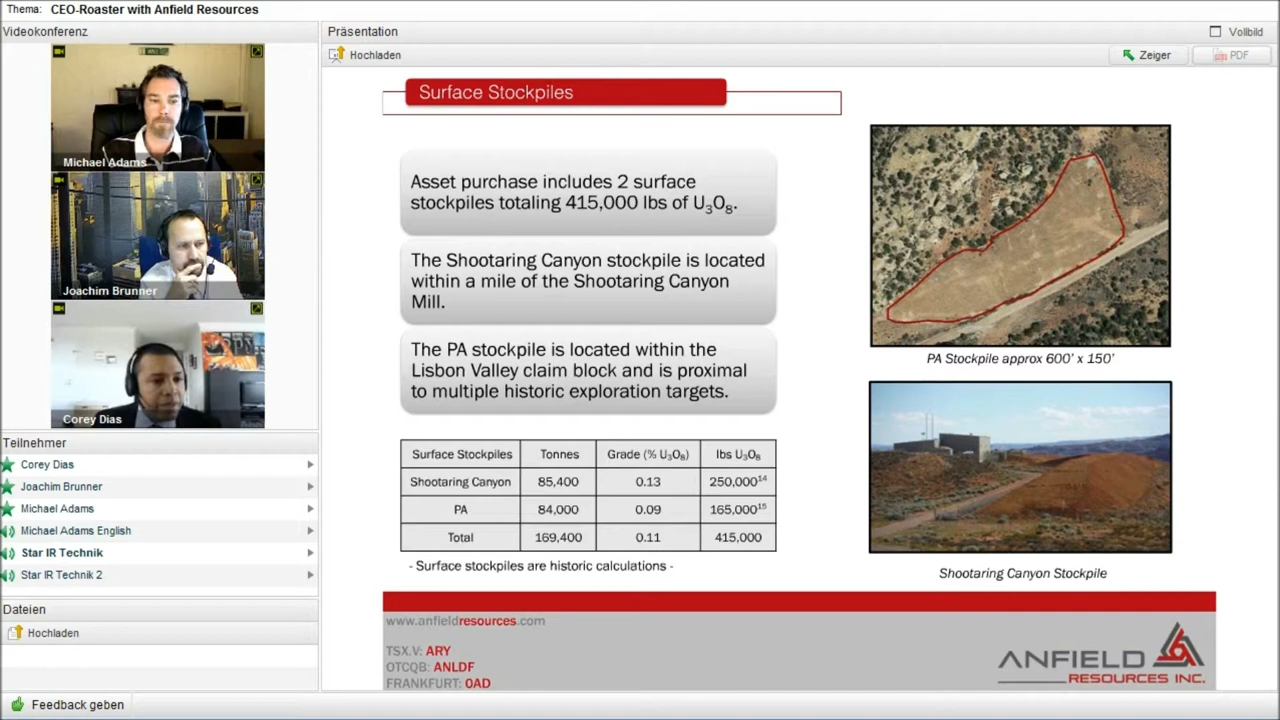 Thema: CEO-Roaster with Anfield Resources
Videokonferenz
Michael Adams
Joachim Brunner
Corey Dias
Teilnehmer
Corey Dias
Joachim Brunner
Michael Adams
Michael Adams English
Star IR Technik
Star IR Technik 2
Dateien
Hochladen
Feedback geben
Präsentation
Vollbild
Hochladen
Zeiger
PDF
Surface Stockpiles
Asset purchase includes 2 surface
stockpiles totaling 415,000 lbs of U₃O₈.
The Shootaring Canyon stockpile is located
within a mile of the Shootaring Canyon
Mill.
The PA stockpile is located within the
Lisbon Valley claim block and is proximal
to multiple historic exploration targets.
Surface Stockpiles Tonnes Grade (% U₃O₈) lbs U₃O₈
Shootaring Canyon 85,400 0.13 250,000¹⁴
PA 84,000 0.09 165,000¹⁵
Total 169,400 0.11 415,000
- Surface stockpiles are historic calculations -
PA Stockpile approx 600' x 150'
Shootaring Canyon Stockpile
www.anfieldresources.com
TSX.V: ARY
OTCQB: ANLDF
FRANKFURT: 0AD
ANFIELD
RESOURCES INC.